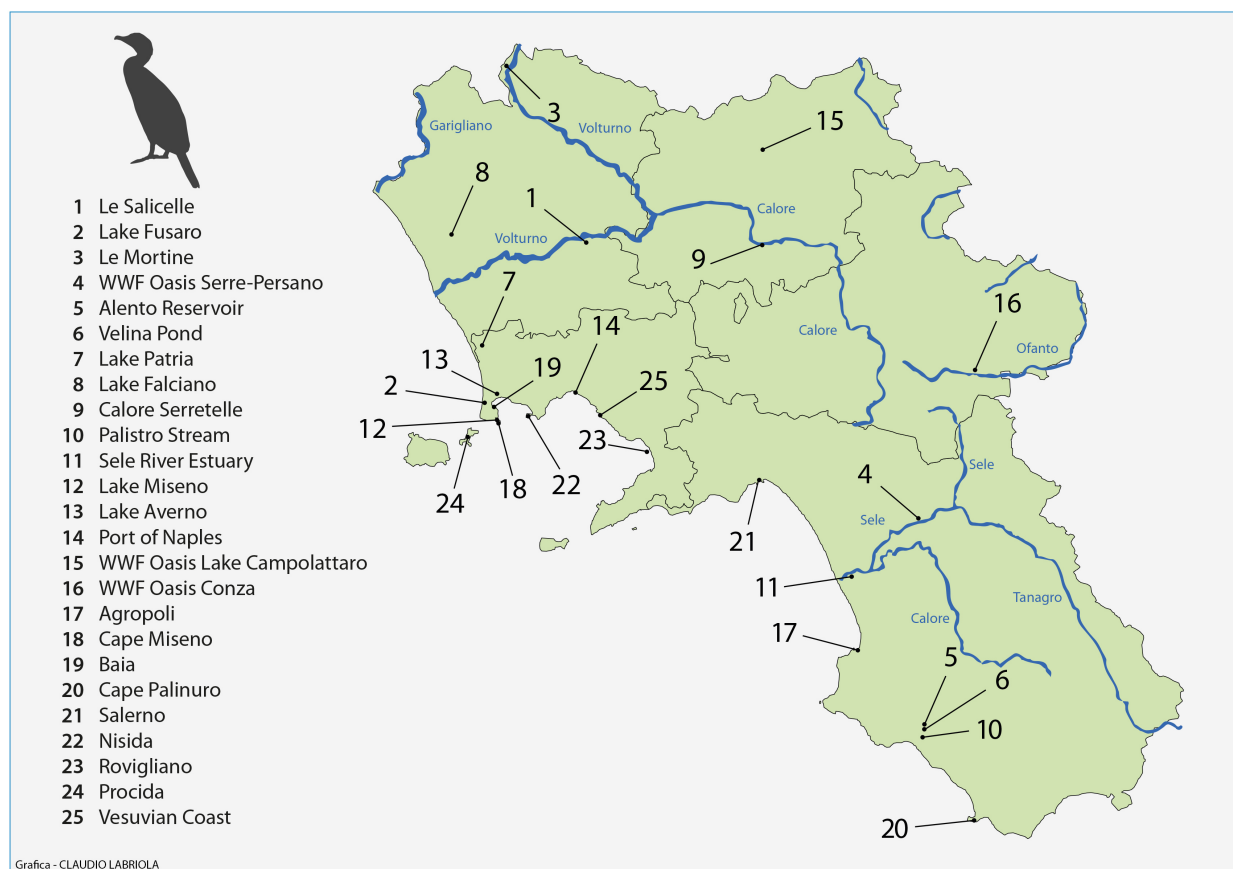 1 Le Salicelle
2 Lake Fusaro
3 Le Mortine
4 WWF Oasis Serre-Persano
5 Alento Reservoir
6 Velina Pond
7 Lake Patria
8 Lake Falciano
9 Calore Serretelle
10 Palistro Stream
11 Sele River Estuary
12 Lake Miseno
13 Lake Averno
14 Port of Naples
15 WWF Oasis Lake Campolattaro
16 WWF Oasis Conza
17 Agropoli
18 Cape Miseno
19 Baia
20 Cape Palinuro
21 Salerno
22 Nisida
23 Rovigliano
24 Procida
25 Vesuvian Coast
Grafica - CLAUDIO LABRIOLA
3
Garigliano
Volturno
15
8
1
Calore
Volturno
9
7
16
14
Calore
Ofanto
13
19
2
25
12
23
24
18
22
4
Sele
21
Sele
11
Tanagro
Calore
17
5
6
10
20